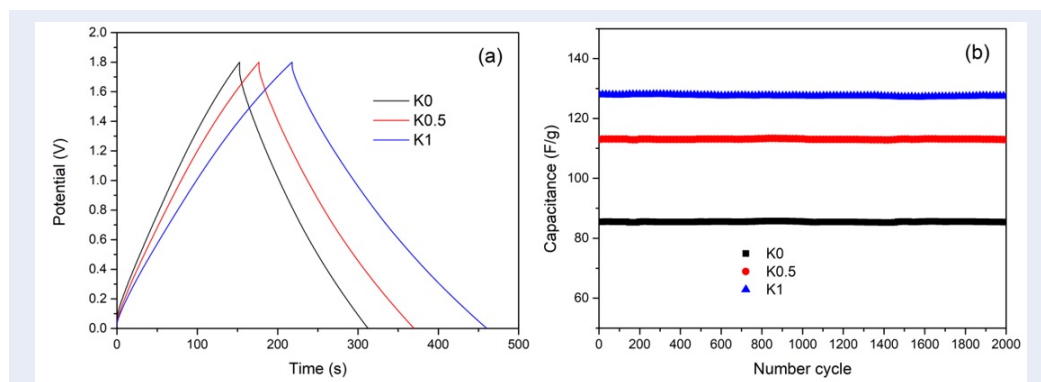 (a)
Potential (V)
2.0
1.8
1.6
1.4
1.2
1.0
0.8
0.6
0.4
0.2
0.0
K0
K0.5
K1
0 100 200 300 400 500
Time (s)
(b)
Capacitance (F/g)
140
120
100
80
60
K0
K0.5
K1
0 200 400 600 800 1000 1200 1400 1600 1800 2000
Number cycle